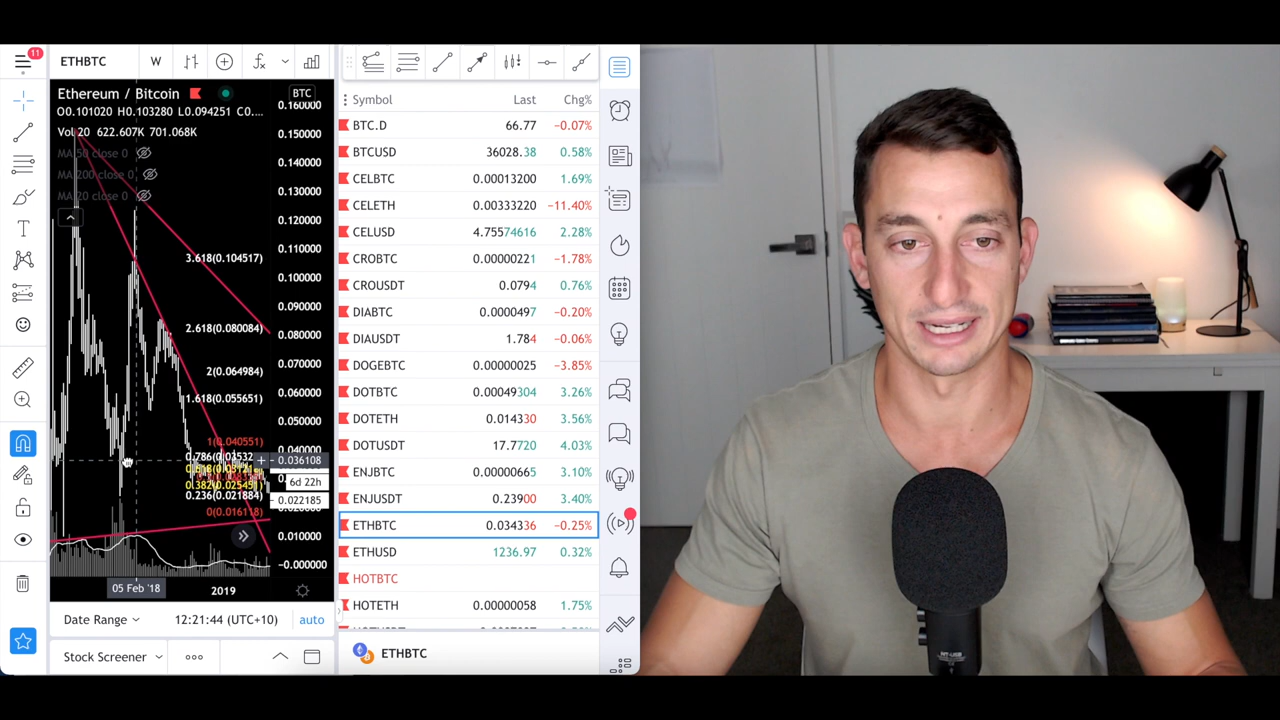 11
ETHBTC
W
Ethereum / Bitcoin
BTC
O0.101020 H0.103280 L0.094251 C0....
Vol 20 622.607K 701.068K
MA 50 close 0
MA 200 close 0
MA 20 close 0
0.160000
0.150000
0.140000
0.130000
0.120000
0.110000
3.618(0.104517)
0.100000
0.090000
2.618(0.080084)
0.080000
2(0.064984)
0.070000
1.618(0.055651)
0.060000
0.050000
1(0.040551)
0.040000
0.036108
6d 22h
0.236(0.021884)
0.022185
0(0.016118)
0.010000
−0.000000
05 Feb '18
2019
Date Range
12:21:44 (UTC+10)
auto
Stock Screener
Symbol Last Chg%
BTC.D 66.77 −0.07%
BTCUSD 36028.38 0.58%
CELBTC 0.00013200 1.69%
CELETH 0.00333220 −11.40%
CELUSD 4.75574616 2.28%
CROBTC 0.00000221 −1.78%
CROUSDT 0.0794 0.76%
DIABTC 0.0000497 −0.20%
DIAUSDT 1.784 −0.06%
DOGEBTC 0.00000025 −3.85%
DOTBTC 0.00049304 3.26%
DOTETH 0.014330 3.56%
DOTUSDT 17.7720 4.03%
ENJBTC 0.00000665 3.10%
ENJUSDT 0.23900 3.40%
ETHBTC 0.034336 −0.25%
ETHUSD 1236.97 0.32%
HOTBTC
HOTETH 0.00000058 1.75%
ETHBTC